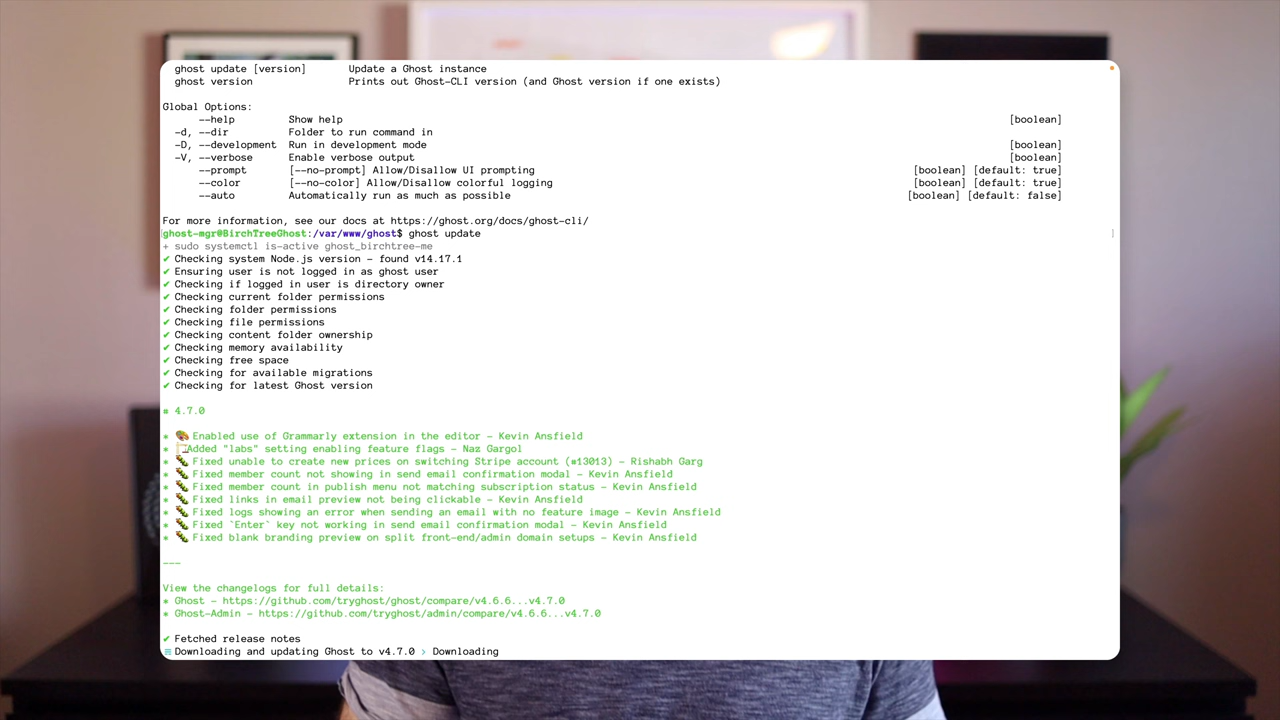 ghost update [version] Update a Ghost instance
ghost version Prints out Ghost-CLI version (and Ghost version if one exists)
Global Options:
--help Show help [boolean]
-d, --dir Folder to run command in
-D, --development Run in development mode [boolean]
-V, --verbose Enable verbose output [boolean]
--prompt [--no-prompt] Allow/Disallow UI prompting [boolean] [default: true]
--color [--no-color] Allow/Disallow colorful logging [boolean] [default: true]
--auto Automatically run as much as possible [boolean] [default: false]
For more information, see our docs at https://ghost.org/docs/ghost-cli/
ghost-mgr@BirchTreeGhost:/var/www/ghost$ ghost update
+ sudo systemctl is-active ghost_birchtree-me
✔ Checking system Node.js version - found v14.17.1
✔ Ensuring user is not logged in as ghost user
✔ Checking if logged in user is directory owner
✔ Checking current folder permissions
✔ Checking folder permissions
✔ Checking file permissions
✔ Checking content folder ownership
✔ Checking memory availability
✔ Checking free space
✔ Checking for available migrations
✔ Checking for latest Ghost version
# 4.7.0
* 🎨 Enabled use of Grammarly extension in the editor - Kevin Ansfield
* 🏗Added "labs" setting enabling feature flags - Naz Gargol
* 🐛 Fixed unable to create new prices on switching Stripe account (#13013) - Rishabh Garg
* 🐛 Fixed member count not showing in send email confirmation modal - Kevin Ansfield
* 🐛 Fixed member count in publish menu not matching subscription status - Kevin Ansfield
* 🐛 Fixed links in email preview not being clickable - Kevin Ansfield
* 🐛 Fixed logs showing an error when sending an email with no feature image - Kevin Ansfield
* 🐛 Fixed `Enter` key not working in send email confirmation modal - Kevin Ansfield
* 🐛 Fixed blank branding preview on split front-end/admin domain setups - Kevin Ansfield
---
View the changelogs for full details:
* Ghost - https://github.com/tryghost/ghost/compare/v4.6.6...v4.7.0
* Ghost-Admin - https://github.com/tryghost/admin/compare/v4.6.6...v4.7.0
✔ Fetched release notes
Downloading and updating Ghost to v4.7.0 › Downloading